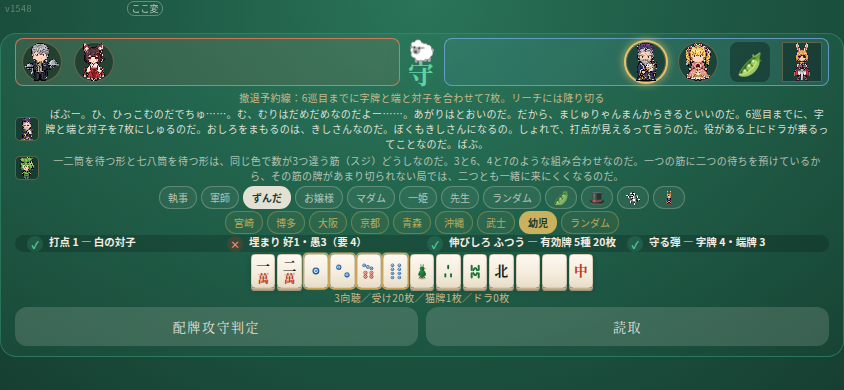 v1548
ここ変
守
撤退予約線：6巡目までに字牌と端と対子を合わせて7枚。リーチには降り切る
ばぶー。ひ、ひっこむのだでちゅ……。む、むりはだめだめなのだよー……。あがりはとおいのだ。だから、まじゅりゃんまんからきるといいのだ。6巡目までに、字
牌と端と対子を7枚にしゅるのだ。おしろをまもるのは、きしさんなのだ。ぼくもきしさんになるの。しょれで、打点が見えるって言うのだ。役がある上にドラが乗るっ
てことなのだ。ばぶ。
一二筒を待つ形と七八筒を待つ形は、同じ色で数が3つ違う筋（スジ）どうしなのだ。3と6、4と7のような組み合わせなのだ。一つの筋に二つの待ちを預けているか
ら、その筋の牌があまり切られない局では、二つとも一緒に来にくくなるのだ。
執事 軍師 ずんだ お嬢様 マダム 一姫 先生 ランダム
宮崎 博多 大阪 京都 青森 沖縄 武士 幼児 ランダム
✓ 打点 1 — 白の対子 ✕ 埋まり 好1・愚3（要 4） ✓ 伸びしろ ふつう — 有効牌 5種 20枚 ✓ 守る弾 — 字牌 4・端牌 3
一萬 二萬 北 中
3向聴／受け20枚／猫牌1枚／ドラ0枚
配牌攻守判定 読取